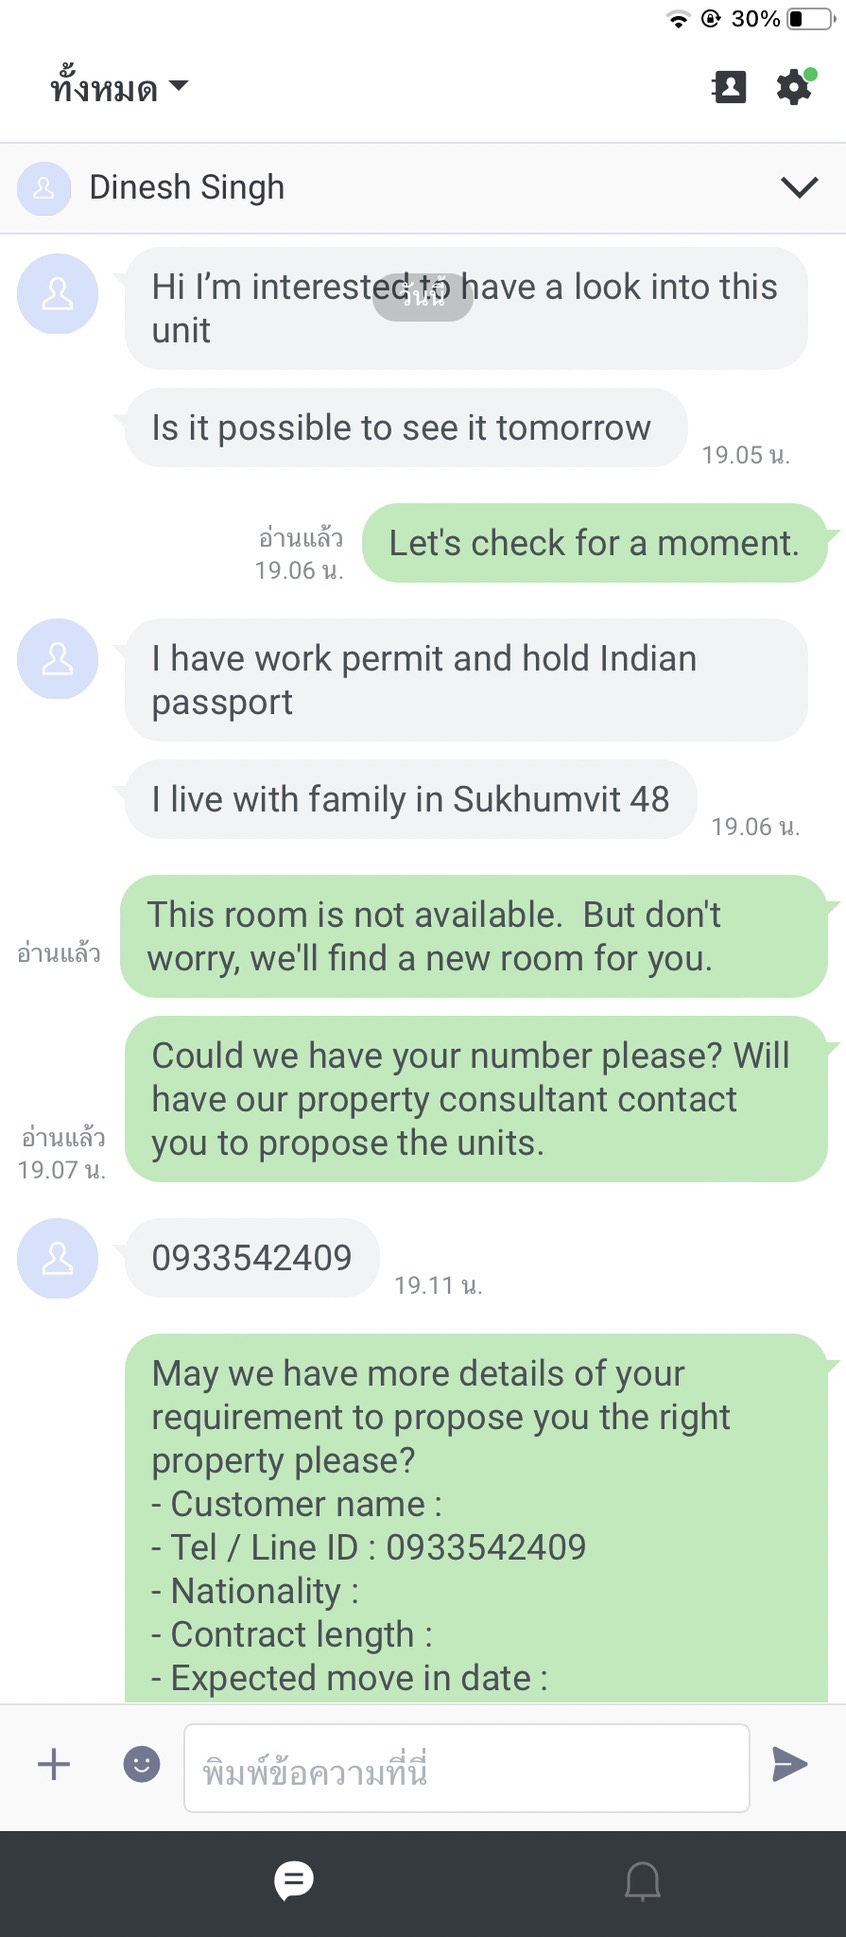 30%
ทั้งหมด
Dinesh Singh
วันนี้
Hi I'm interested to have a look into this
unit
Is it possible to see it tomorrow
19.05 น.
Let's check for a moment.
อ่านแล้ว
19.06 น.
I have work permit and hold Indian
passport
I live with family in Sukhumvit 48
19.06 น.
This room is not available.  But don't
worry, we'll find a new room for you.
อ่านแล้ว
Could we have your number please? Will
have our property consultant contact
you to propose the units.
อ่านแล้ว
19.07 น.
0933542409
19.11 น.
May we have more details of your
requirement to propose you the right
property please?
- Customer name :
- Tel / Line ID : 0933542409
- Nationality :
- Contract length :
- Expected move in date :
พิมพ์ข้อความที่นี่